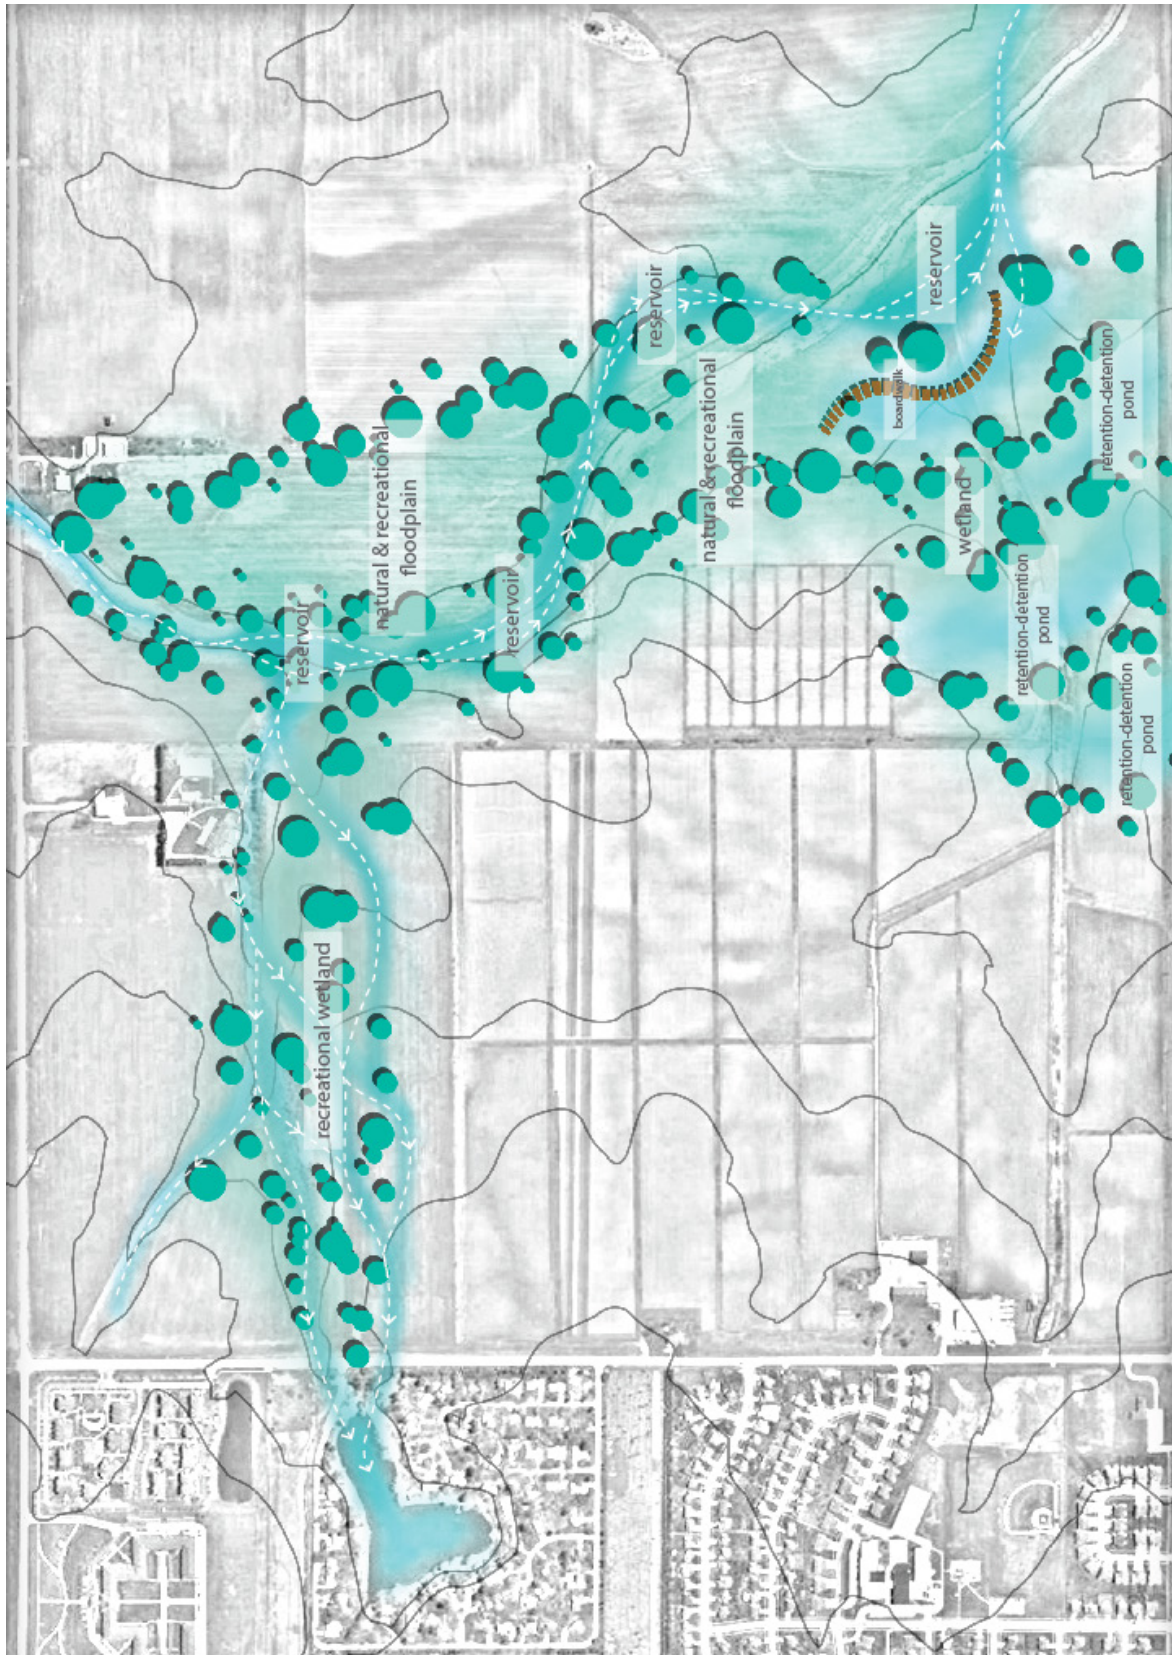 recreational wetland
reservoir
natural & recreational
floodplain
reservoir
reservoir
natural & recreational
floodplain
boardwalk
reservoir
wetland
retention-detention
pond
retention-detention
pond
retention-detention
pond